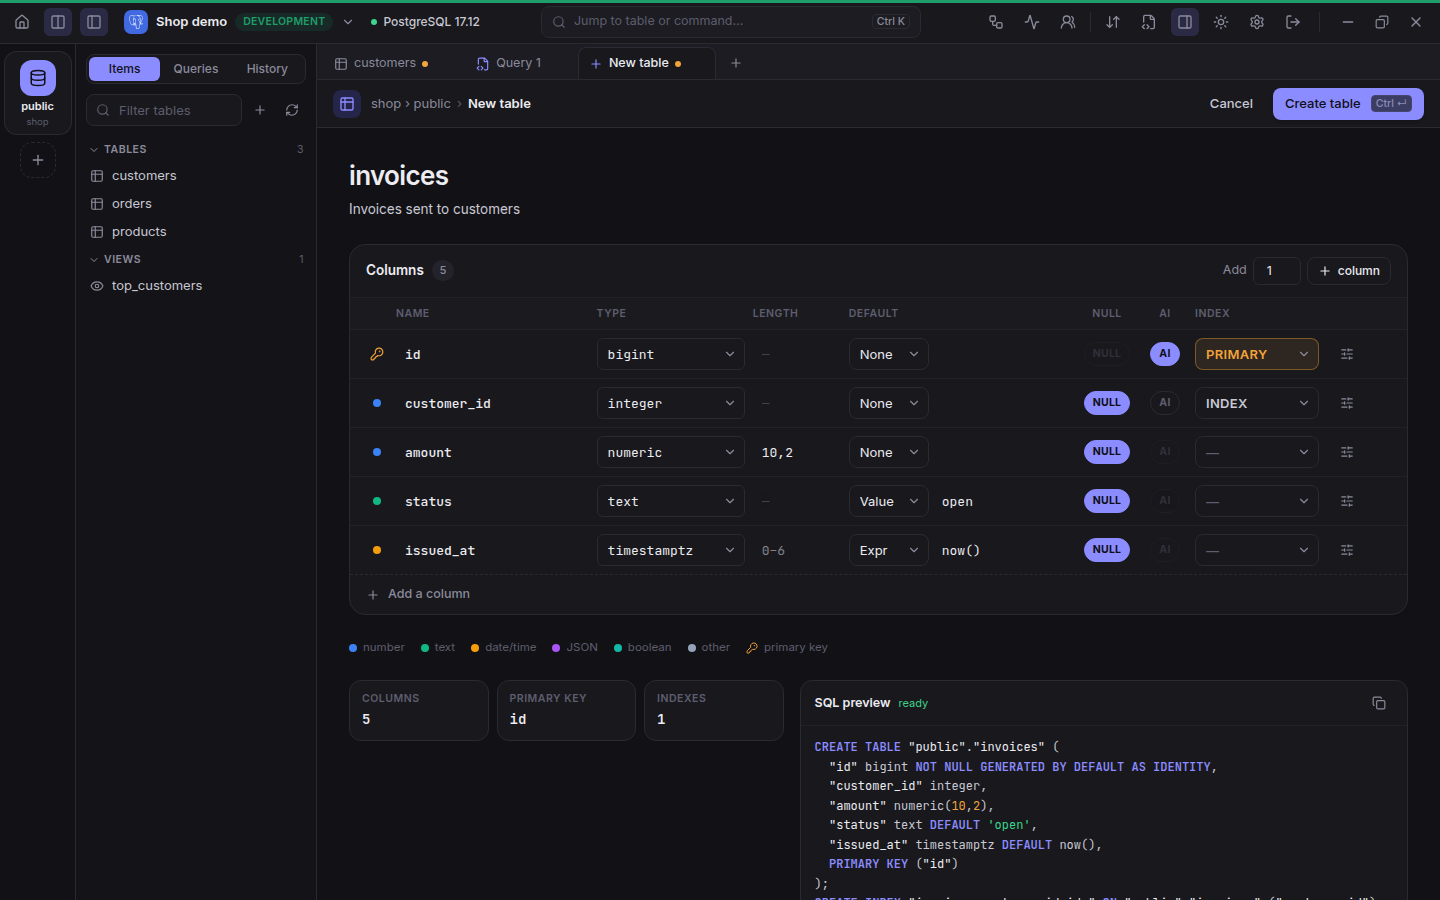 Shop demo DEVELOPMENT PostgreSQL 17.12 Jump to table or command... Ctrl K
public
shop
Items Queries History
Filter tables
TABLES 3
customers
orders
products
VIEWS 1
top_customers
customers Query 1 New table
shop › public › New table Cancel Create table Ctrl ↵
invoices
Invoices sent to customers
Columns 5 Add 1 column
NAME TYPE LENGTH DEFAULT NULL AI INDEX
id bigint — None NULL AI PRIMARY
customer_id integer — None NULL AI INDEX
amount numeric 10,2 None NULL AI —
status text — Value open NULL AI —
issued_at timestamptz 0–6 Expr now() NULL AI —
Add a column
number text date/time JSON boolean other primary key
COLUMNS
5
PRIMARY KEY
id
INDEXES
1
SQL preview ready
CREATE TABLE "public"."invoices" (
"id" bigint NOT NULL GENERATED BY DEFAULT AS IDENTITY,
"customer_id" integer,
"amount" numeric(10,2),
"status" text DEFAULT 'open',
"issued_at" timestamptz DEFAULT now(),
PRIMARY KEY ("id")
);